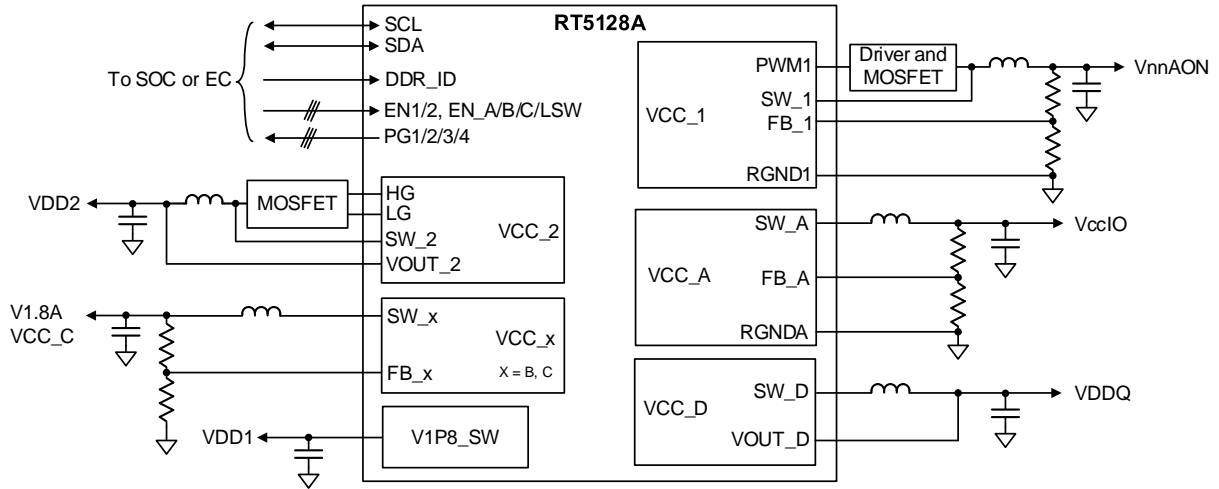 RT5128A
To SOC or EC
SCL
SDA
DDR_ID
EN1/2, EN_A/B/C/LSW
PG1/2/3/4
VDD2
MOSFET
HG
LG
SW_2
VOUT_2
VCC_2
V1.8A
VCC_C
SW_x
FB_x
VCC_x
X = B, C
VDD1
V1P8_SW
VCC_1
PWM1
SW_1
FB_1
RGND1
Driver and
MOSFET
VnnAON
VCC_A
SW_A
FB_A
RGNDA
VccIO
VCC_D
SW_D
VOUT_D
VDDQ